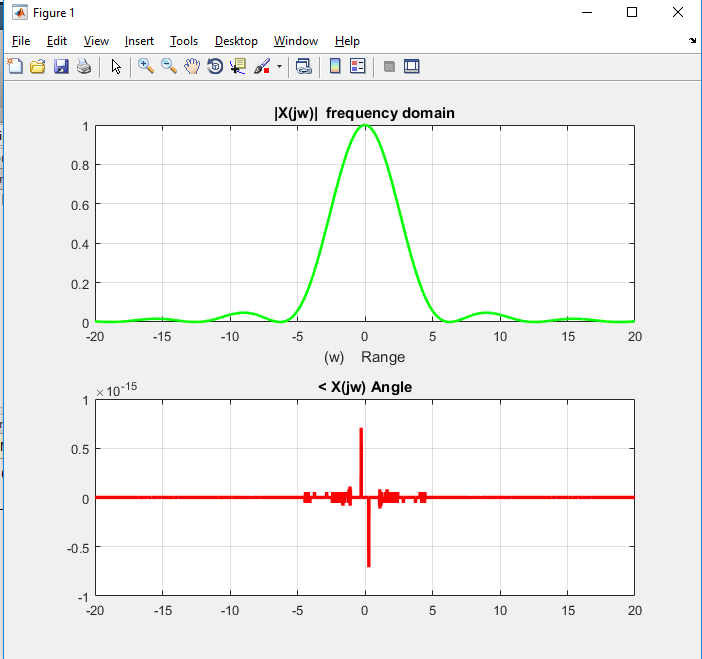 Figure 1
File Edit View Insert Tools Desktop Window Help
|X(jw)| frequency domain
1
0.8
0.6
0.4
0.2
0
-20 -15 -10 -5 0 5 10 15 20
(w) Range
< X(jw) Angle
×10^-15
1
0.5
0
-0.5
-1
-20 -15 -10 -5 0 5 10 15 20